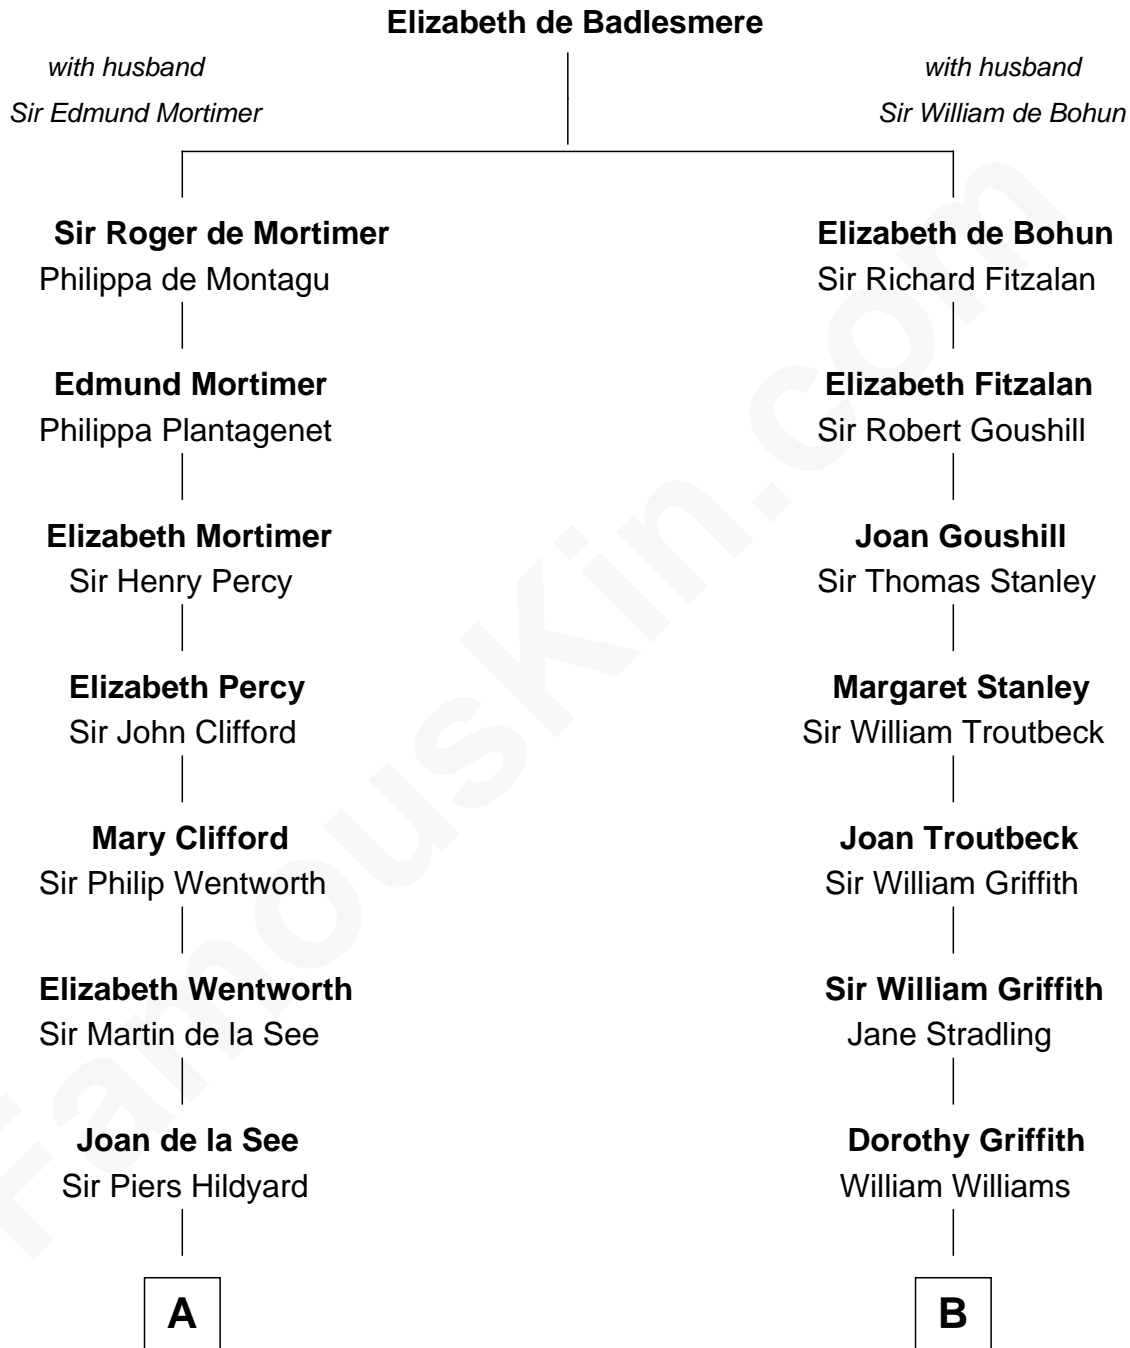 Elizabeth de Badlesmere
with husband
Sir Edmund Mortimer
with husband
Sir William de Bohun
Sir Roger de Mortimer
Philippa de Montagu
Elizabeth de Bohun
Sir Richard Fitzalan
Edmund Mortimer
Philippa Plantagenet
Elizabeth Fitzalan
Sir Robert Goushill
Elizabeth Mortimer
Sir Henry Percy
Joan Goushill
Sir Thomas Stanley
Elizabeth Percy
Sir John Clifford
Margaret Stanley
Sir William Troutbeck
Mary Clifford
Sir Philip Wentworth
Joan Troutbeck
Sir William Griffith
Elizabeth Wentworth
Sir Martin de la See
Sir William Griffith
Jane Stradling
Joan de la See
Sir Piers Hildyard
Dorothy Griffith
William Williams
A
B
FamousKin.com